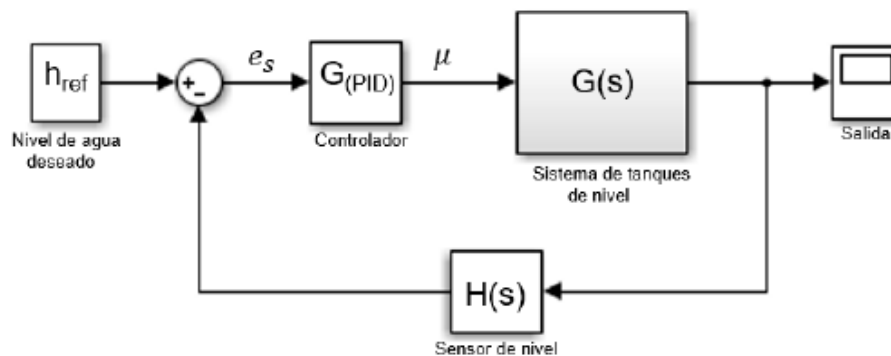 h_ref
+
-
e_s
G_(PID)
μ
G(s)
Nivel de agua
deseado
Controlador
Sistema de tanques
de nivel
Salida
H(s)
Sensor de nivel